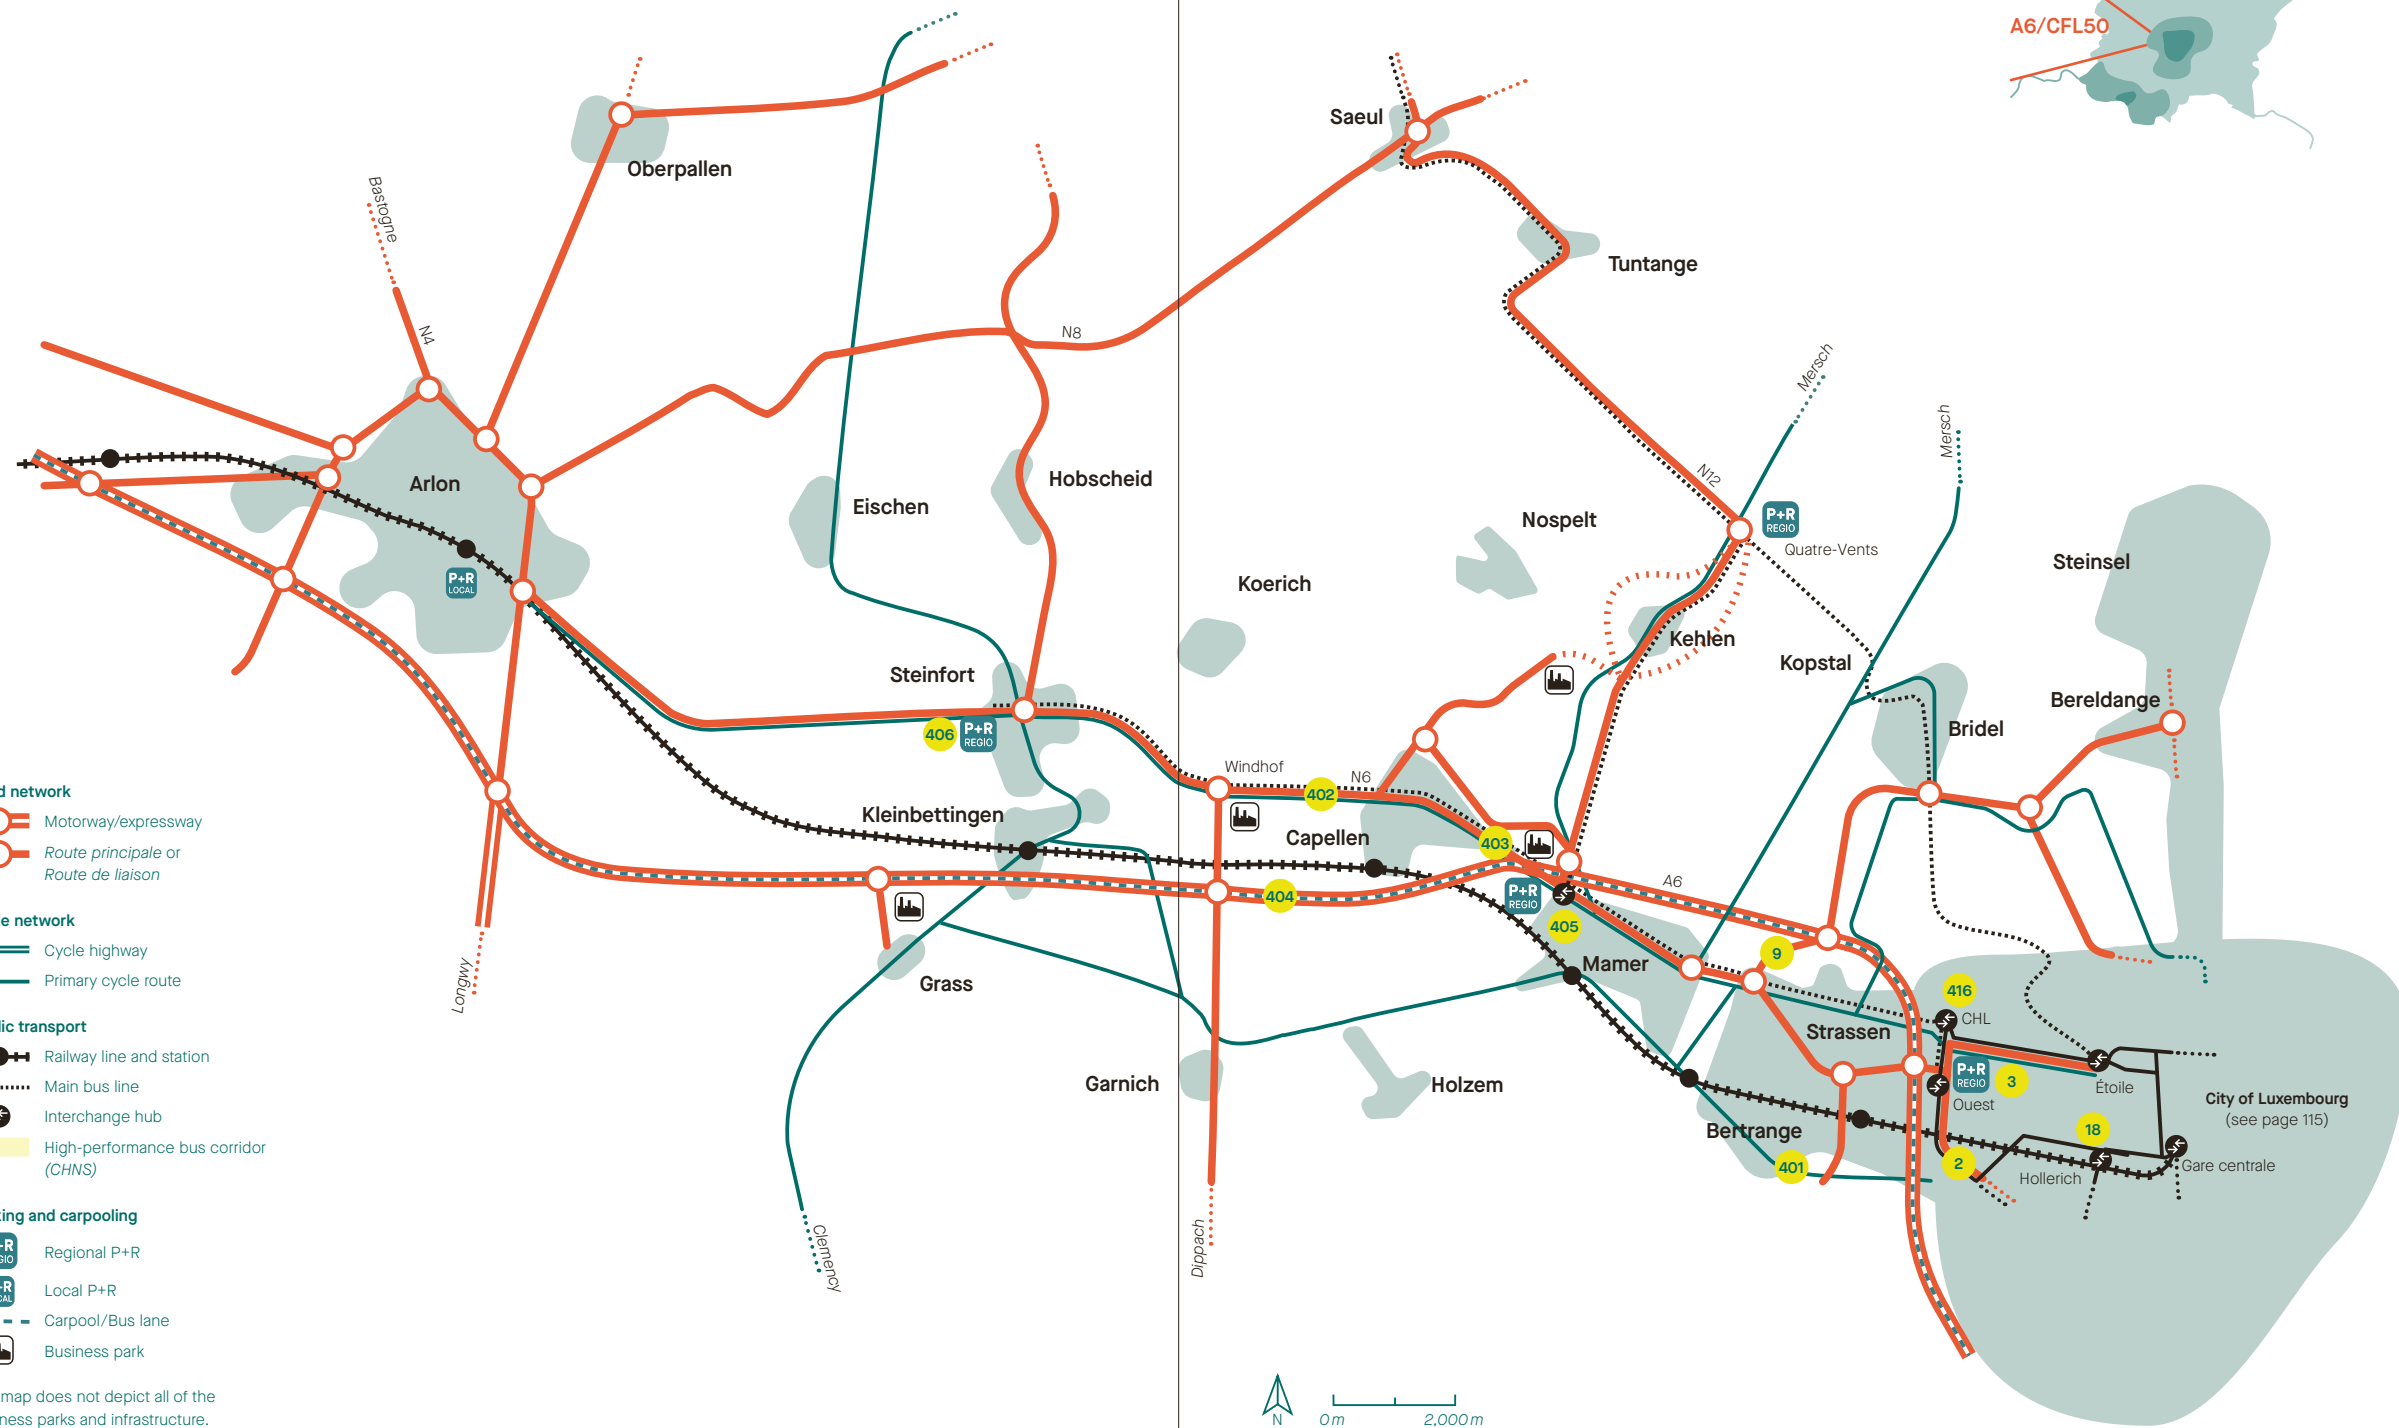 A6/CFL50
Saeul
Oberpallen
Bastogne
Tuntange
N4
N8
Mersch
Mersch
N12
Arlon
Hobscheid
Eischen
Nospelt
P+R
REGIO
Quatre-Vents
Steinsel
P+R
LOCAL
Koerich
Kehlen
Kopstal
Steinfort
Bereldange
Bridel
406
P+R
REGIO
Windhof
N6
402
Kleinbettingen
Capellen
403
A6
404
P+R
REGIO
405
9
Mamer
Grass
Longwy
416
CHL
Strassen
Garnich
Holzem
P+R
REGIO
3
Étoile
Ouest
City of Luxembourg
(see page 115)
18
Bertrange
401
2
Hollerich
Gare centrale
Dippach
Clemency
network
Motorway/expressway
Route principale or
Route de liaison
network
Cycle highway
Primary cycle route
transport
Railway line and station
Main bus line
Interchange hub
High-performance bus corridor
(CHNS)
and carpooling
Regional P+R
Local P+R
Carpool/Bus lane
Business park
map does not depict all of the
parks and infrastructure.
N
0 m
2,000 m